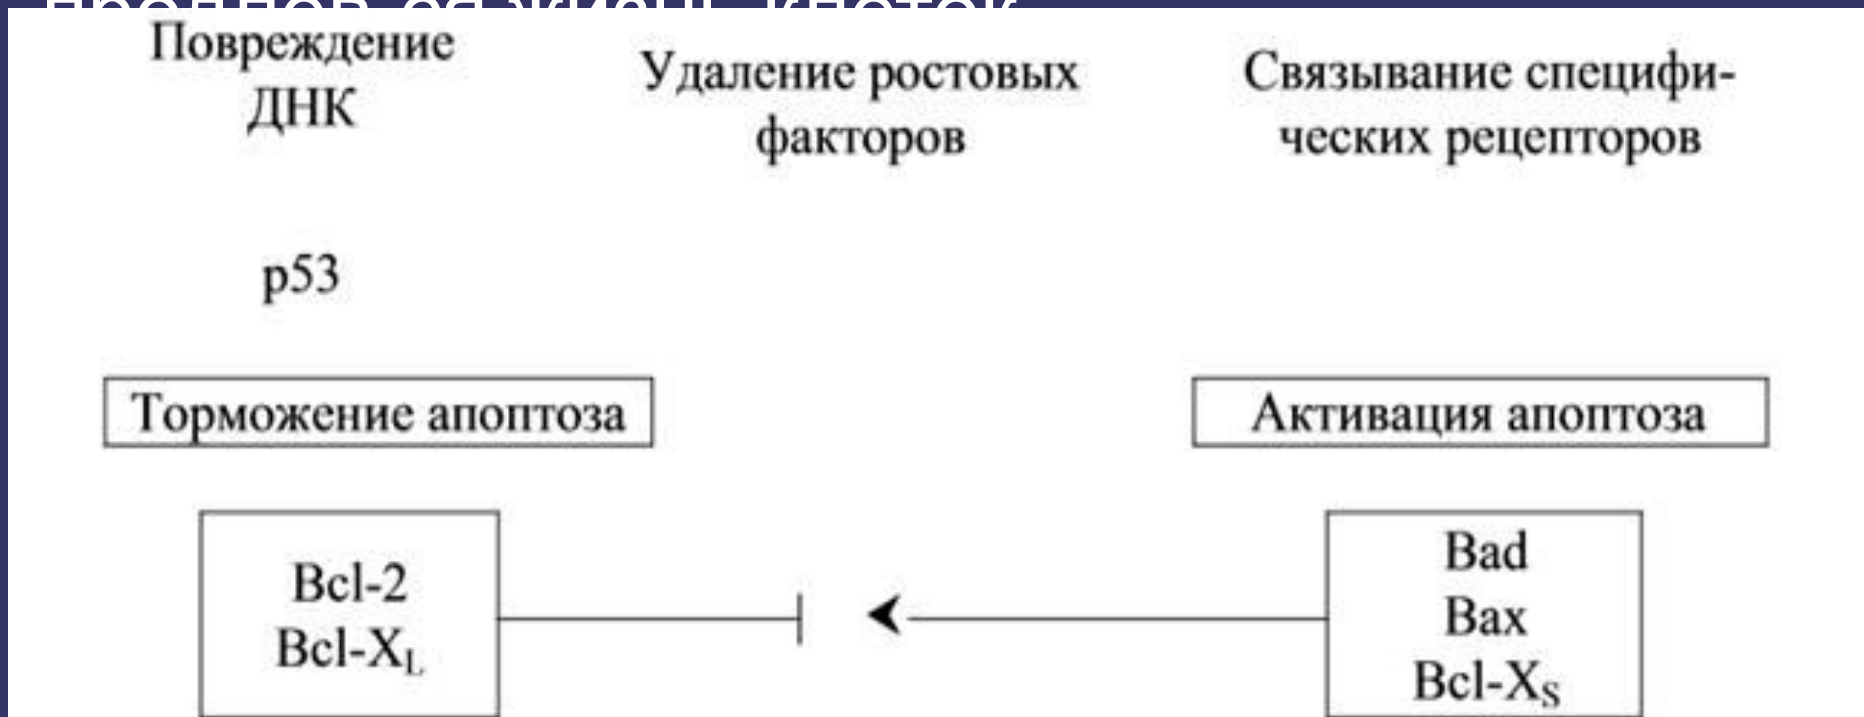 Повреждение
ДНК
Удаление ростовых
факторов
Связывание специфи-
ческих рецепторов
p53
Торможение апоптоза
Активация апоптоза
Bcl-2
Bcl-XL
Bad
Bax
Bcl-XS